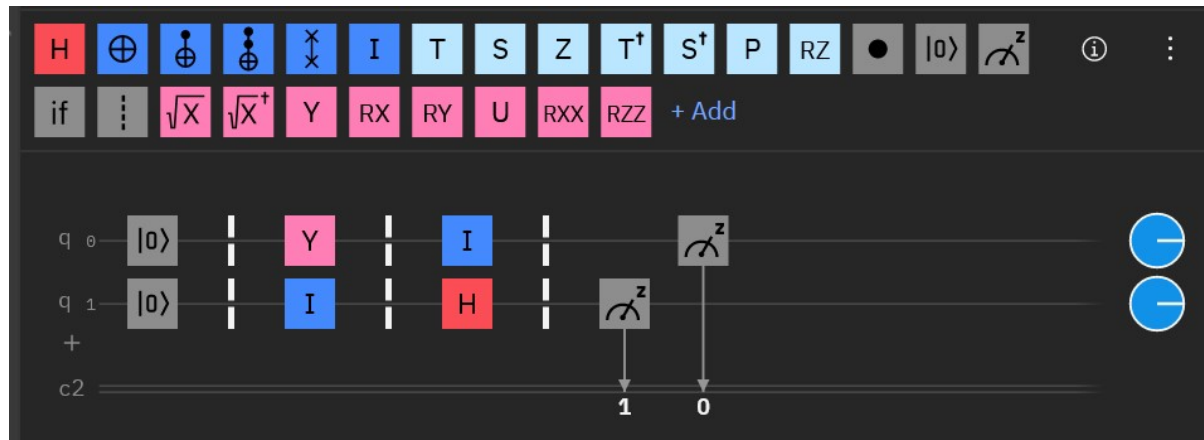 H T S Z T† S† P RZ |0⟩ z
if √X √X† Y RX RY U RXX RZZ + Add
q 0 |0⟩ Y I z
q 1 |0⟩ I H z
+
c2
1 0